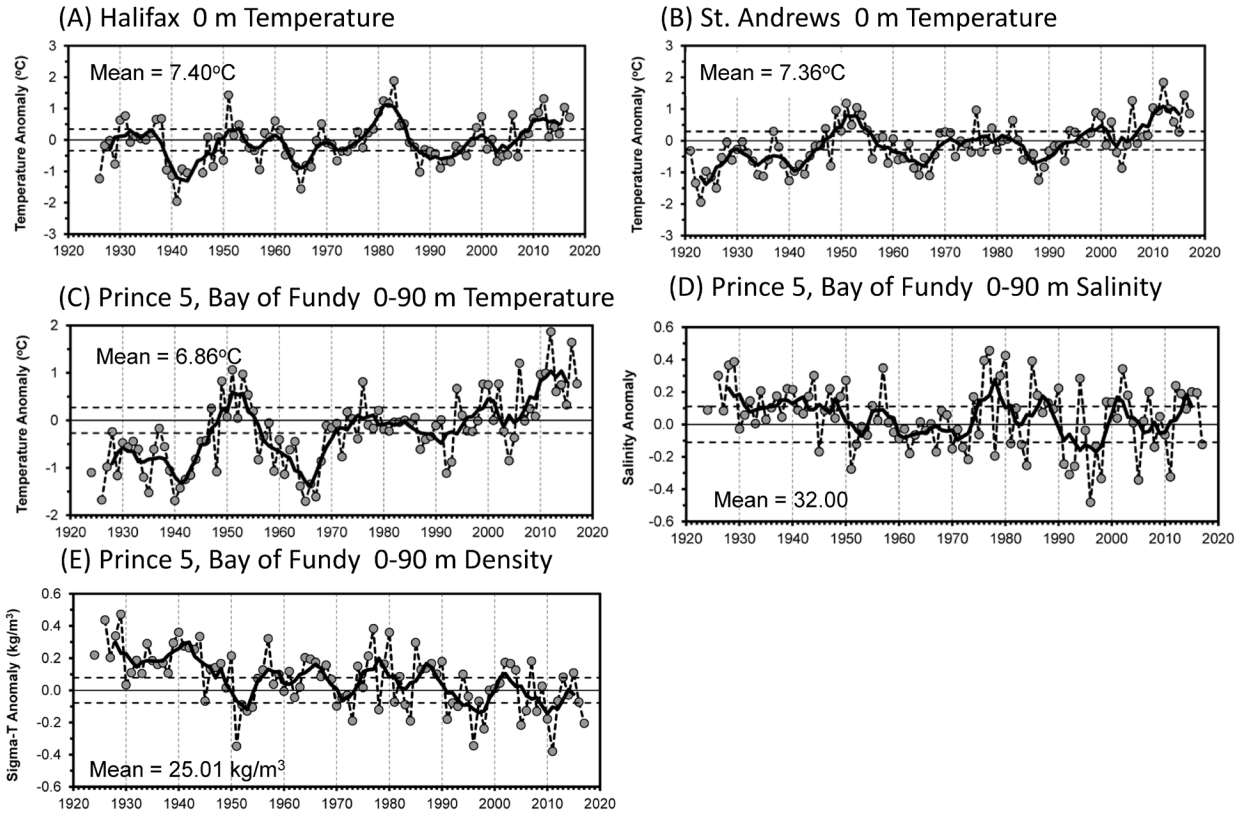 (A) Halifax 0 m Temperature
Temperature Anomaly (ºC)
Mean = 7.40ºC
3
2
1
0
-1
-2
-3
1920 1930 1940 1950 1960 1970 1980 1990 2000 2010 2020
(B) St. Andrews 0 m Temperature
Temperature Anomaly (ºC)
Mean = 7.36ºC
3
2
1
0
-1
-2
-3
1920 1930 1940 1950 1960 1970 1980 1990 2000 2010 2020
(C) Prince 5, Bay of Fundy 0-90 m Temperature
Temperature Anomaly (ºC)
Mean = 6.86ºC
2
1
0
-1
-2
1920 1930 1940 1950 1960 1970 1980 1990 2000 2010 2020
(D) Prince 5, Bay of Fundy 0-90 m Salinity
Salinity Anomaly
0.6
0.4
0.2
0.0
-0.2
-0.4
-0.6
Mean = 32.00
1920 1930 1940 1950 1960 1970 1980 1990 2000 2010 2020
(E) Prince 5, Bay of Fundy 0-90 m Density
Sigma-T Anomaly (kg/m³)
0.6
0.4
0.2
0.0
-0.2
-0.4
-0.6
Mean = 25.01 kg/m³
1920 1930 1940 1950 1960 1970 1980 1990 2000 2010 2020